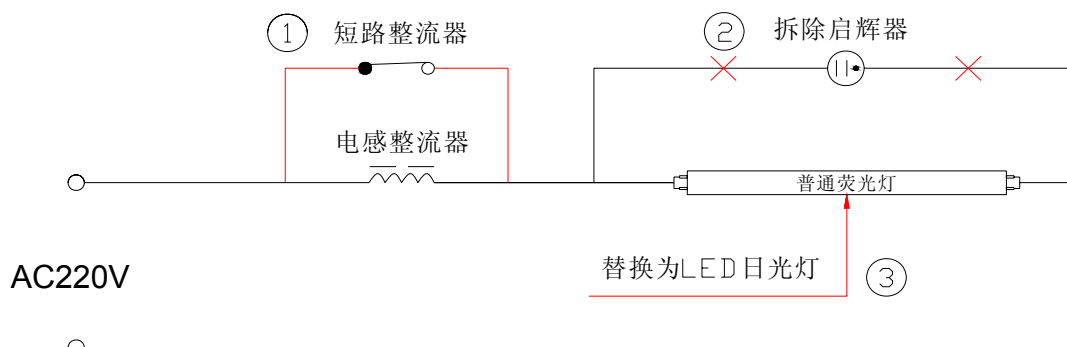 ① 短路整流器
② 拆除启辉器
电感整流器
普通荧光灯
替换为LED日光灯 ③
AC220V